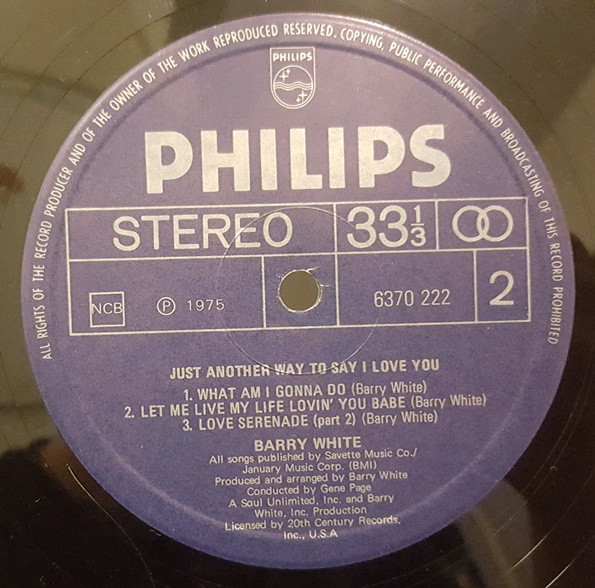 ALL RIGHTS OF THE RECORD PRODUCER AND OF THE OWNER OF THE WORK REPRODUCED RESERVED. COPYING, PUBLIC PERFORMANCE AND BROADCASTING OF THIS RECORD PROHIBITED
PHILIPS
PHILIPS
STEREO 33 1/3
NCB Ⓟ 1975 6370 222 2
JUST ANOTHER WAY TO SAY I LOVE YOU
1. WHAT AM I GONNA DO (Barry White)
2. LET ME LIVE MY LIFE LOVIN' YOU BABE (Barry White)
3. LOVE SERENADE (part 2) (Barry White)
BARRY WHITE
All songs published by Savette Music Co./
January Music Corp. (BMI)
Produced and arranged by Barry White
Conducted by Gene Page
A Soul Unlimited, Inc. and Barry
White, Inc. Production
Licensed by 20th Century Records,
Inc., U.S.A